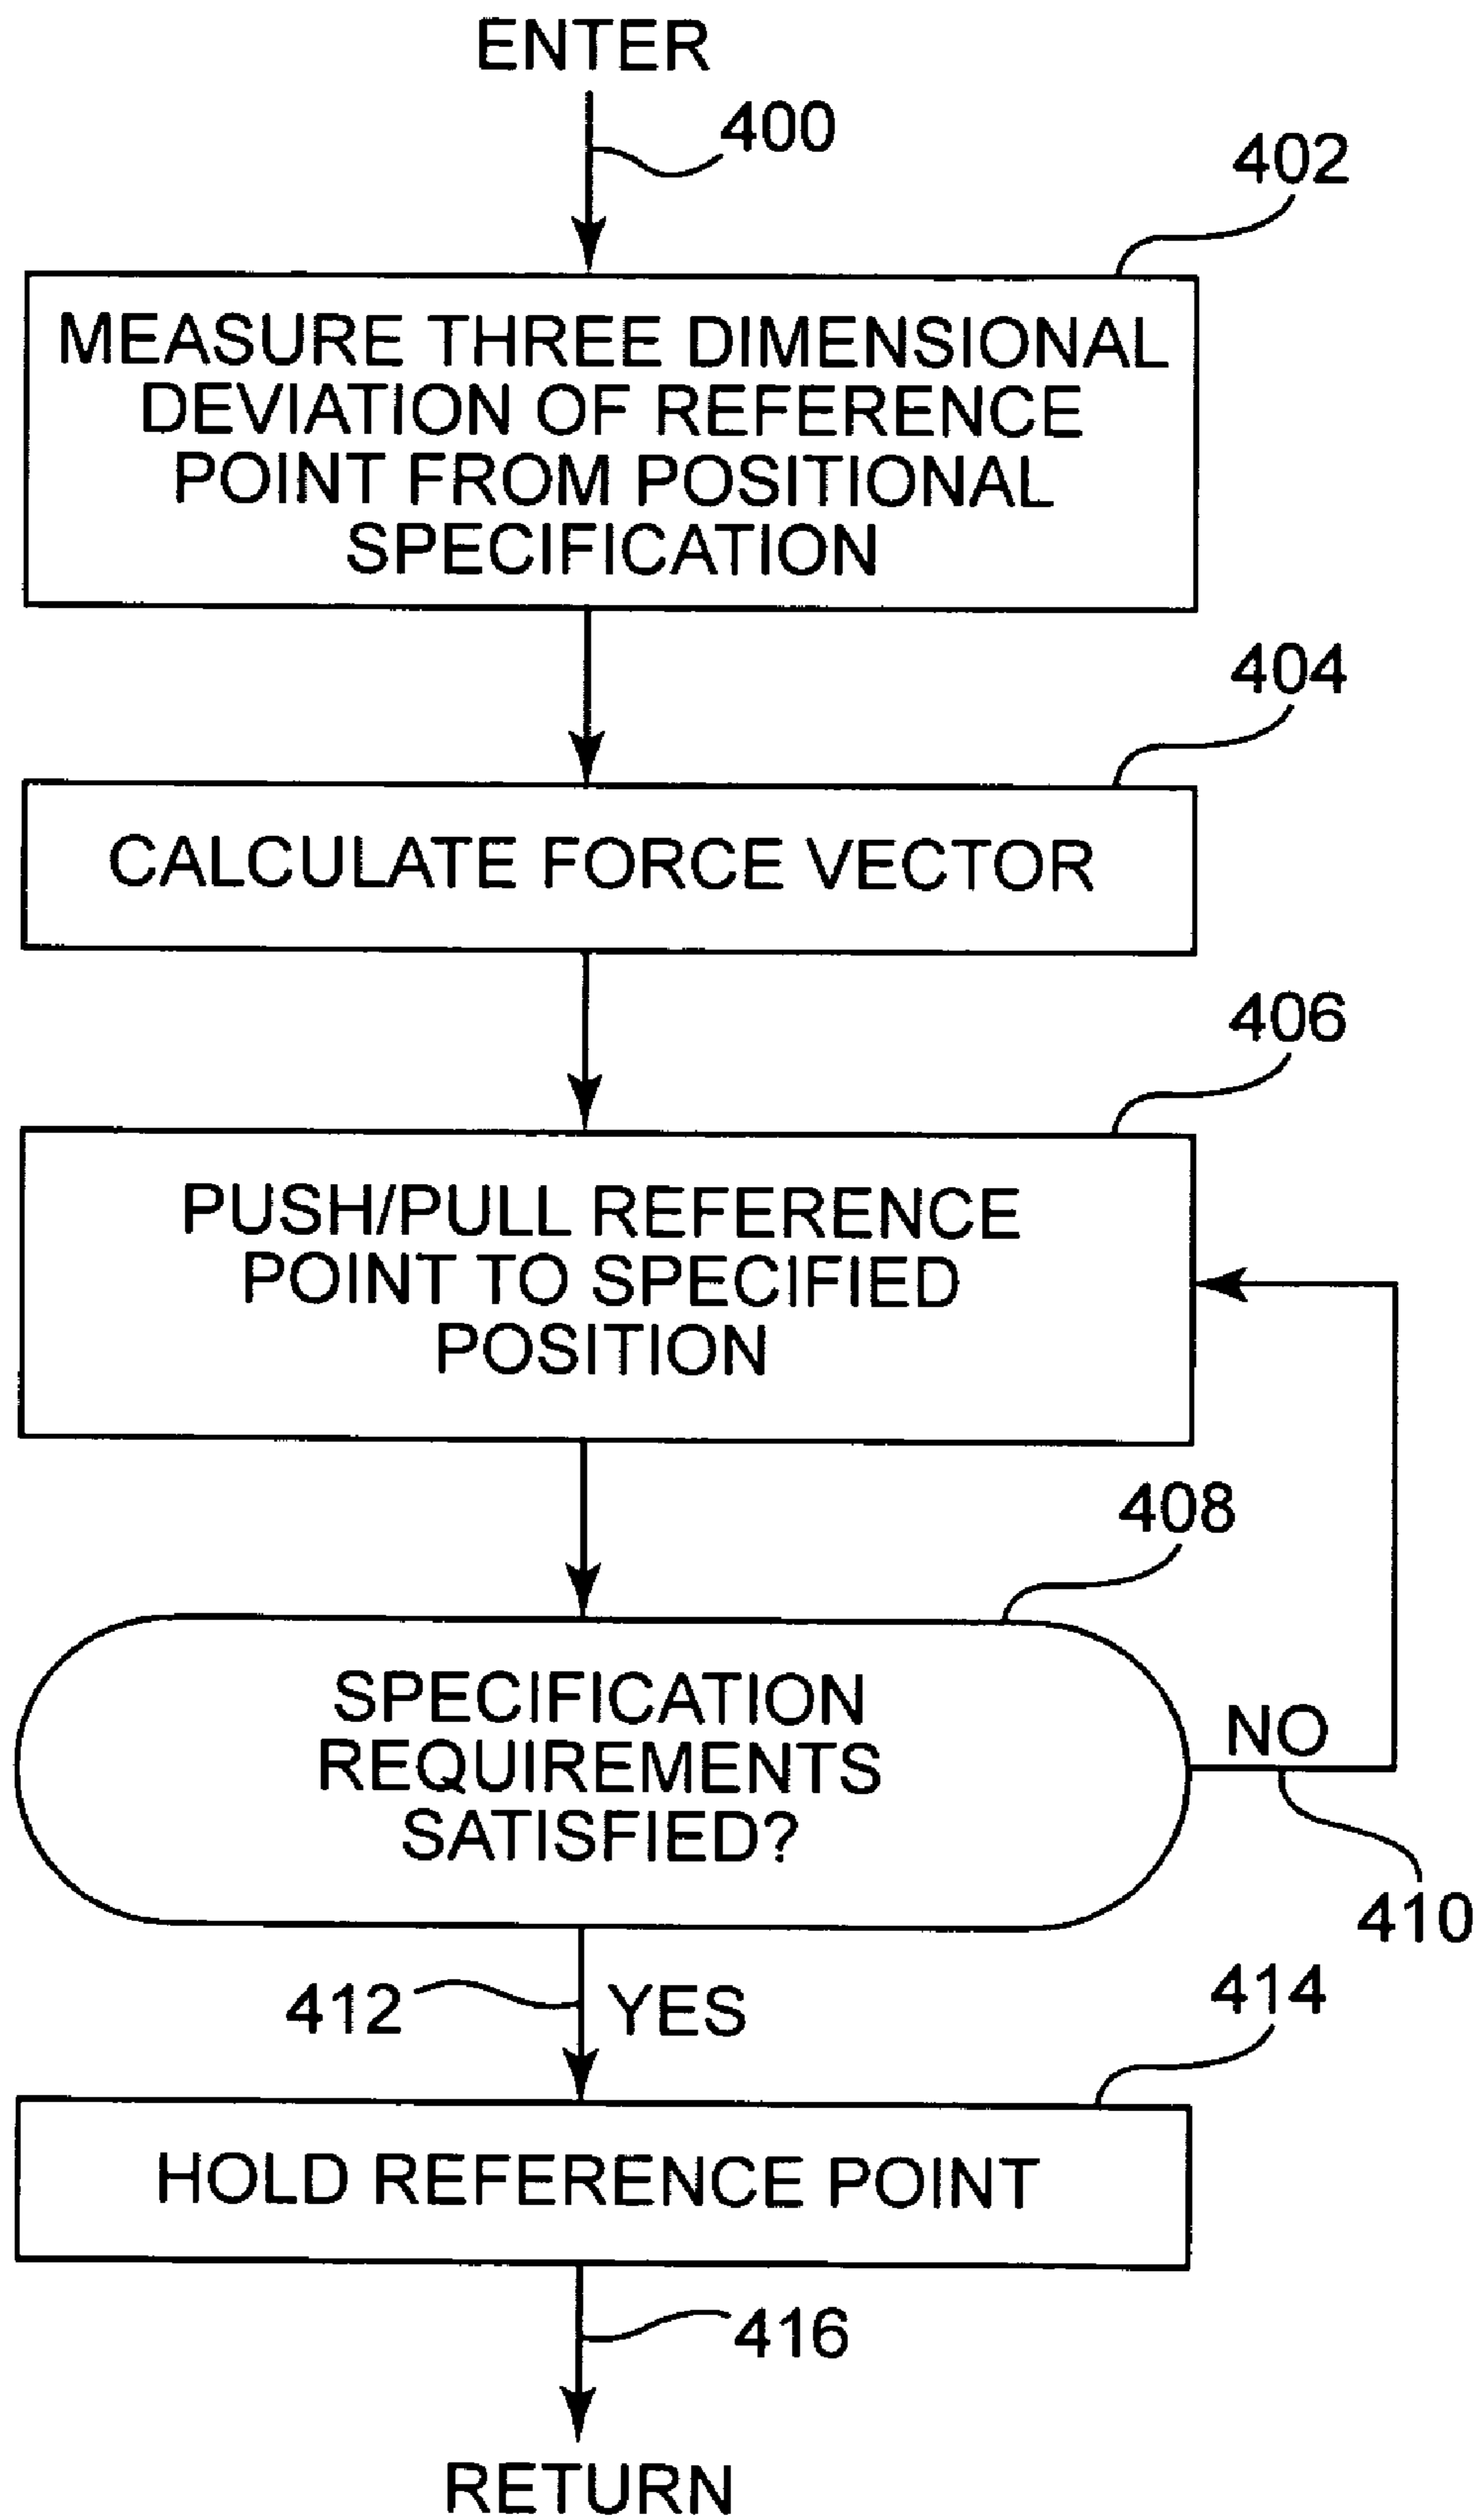 ENTER
400
402
MEASURE THREE DIMENSIONAL
DEVIATION OF REFERENCE
POINT FROM POSITIONAL
SPECIFICATION
404
CALCULATE FORCE VECTOR
406
PUSH/PULL REFERENCE
POINT TO SPECIFIED
POSITION
408
SPECIFICATION
REQUIREMENTS
SATISFIED?
NO
410
412
YES
414
HOLD REFERENCE POINT
416
RETURN